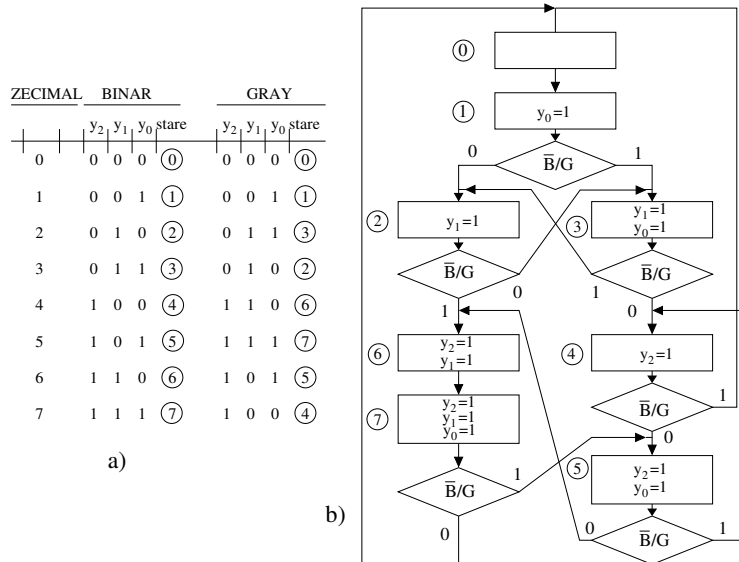 ZECIMAL BINAR GRAY
y2 y1 y0 stare y2 y1 y0 stare
0 0 0 0 0 0 0 0 0
1 0 0 1 1 0 0 1 1
2 0 1 0 2 0 1 1 3
3 0 1 1 3 0 1 0 2
4 1 0 0 4 1 1 0 6
5 1 0 1 5 1 1 1 7
6 1 1 0 6 1 0 1 5
7 1 1 1 7 1 0 0 4
a)
0
1
y0=1
0 B̅/G 1
2
y1=1
3
y1=1
y0=1
B̅/G
0
1
B̅/G
1
0
6
y2=1
y1=1
4
y2=1
7
y2=1
y1=1
y0=1
B̅/G
1
0
5
y2=1
y0=1
B̅/G
1
0
0 B̅/G 1
b)